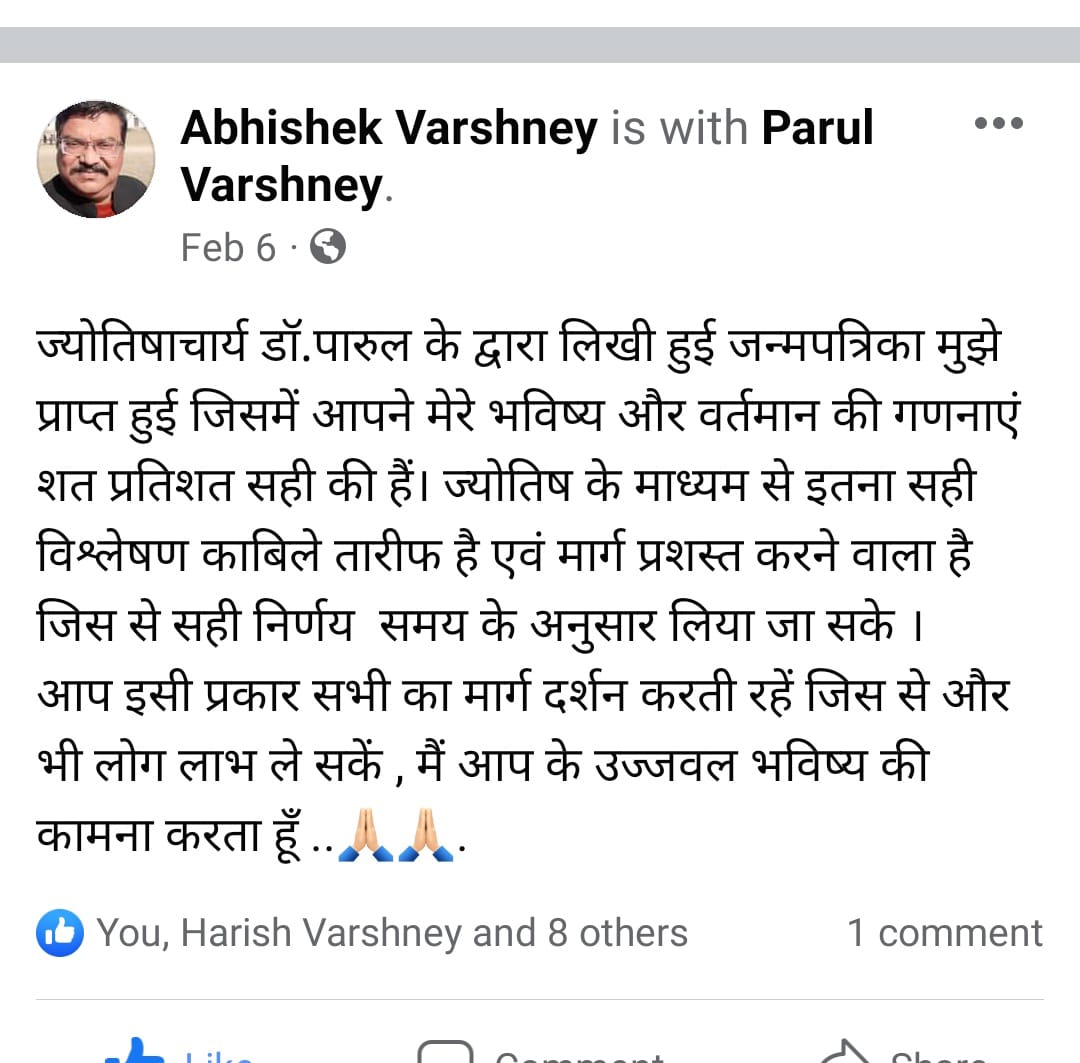 Abhishek Varshney is with Parul
Varshney.
Feb 6 ·
ज्योतिषाचार्य डॉ.पारुल के द्वारा लिखी हुई जन्मपत्रिका मुझे
प्राप्त हुई जिसमें आपने मेरे भविष्य और वर्तमान की गणनाएं
शत प्रतिशत सही की हैं। ज्योतिष के माध्यम से इतना सही
विश्लेषण काबिले तारीफ है एवं मार्ग प्रशस्त करने वाला है
जिस से सही निर्णय  समय के अनुसार लिया जा सके ।
आप इसी प्रकार सभी का मार्ग दर्शन करती रहें जिस से और
भी लोग लाभ ले सकें , मैं आप के उज्जवल भविष्य की
कामना करता हूँ ..🙏🏻🙏🏻.
You, Harish Varshney and 8 others 1 comment
Like Comment Share